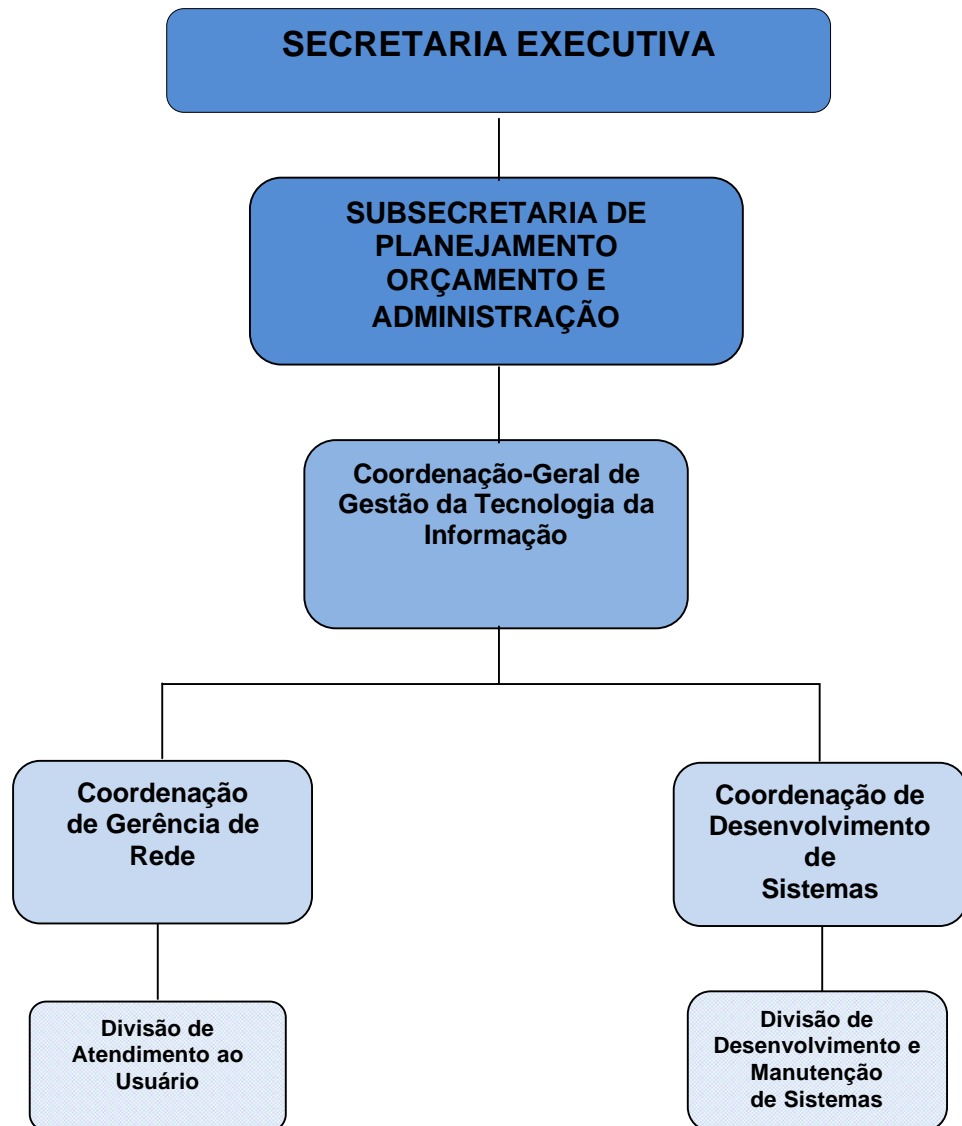 SECRETARIA EXECUTIVA
SUBSECRETARIA DE
PLANEJAMENTO
ORÇAMENTO E
ADMINISTRAÇÃO
Coordenação-Geral de
Gestão da Tecnologia da
Informação
Coordenação
de Gerência de
Rede
Coordenação de
Desenvolvimento
de
Sistemas
Divisão de
Atendimento ao
Usuário
Divisão de
Desenvolvimento e
Manutenção
de Sistemas